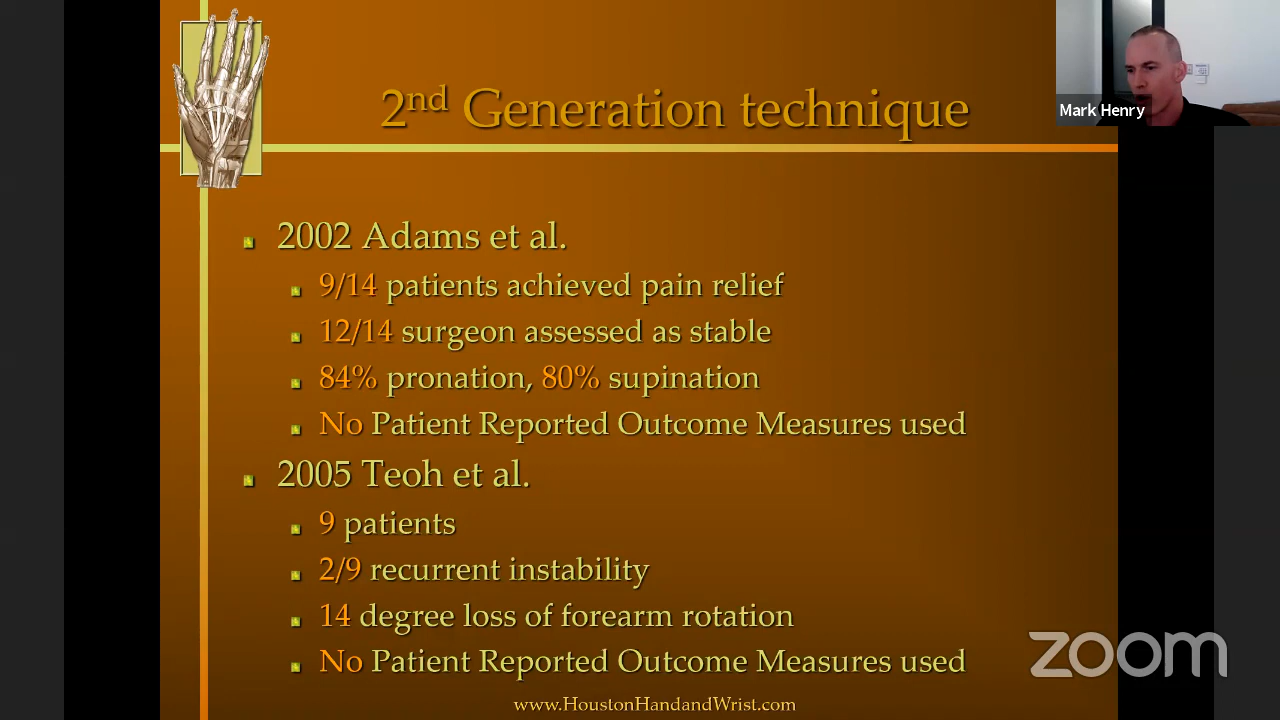 2nd Generation technique
Mark Henry
2002 Adams et al.
9/14 patients achieved pain relief
12/14 surgeon assessed as stable
84% pronation, 80% supination
No Patient Reported Outcome Measures used
2005 Teoh et al.
9 patients
2/9 recurrent instability
14 degree loss of forearm rotation
No Patient Reported Outcome Measures used
zoom
www.HoustonHandandWrist.com